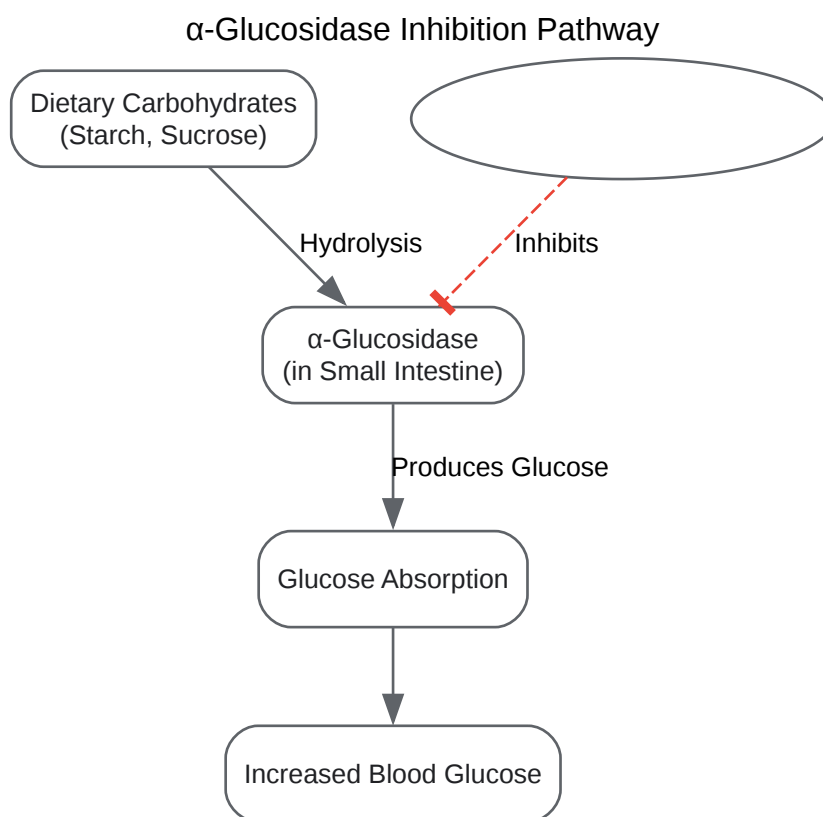 α-Glucosidase Inhibition Pathway
Dietary Carbohydrates
(Starch, Sucrose)
Hydrolysis
Inhibits
α-Glucosidase
(in Small Intestine)
Produces Glucose
Glucose Absorption
Increased Blood Glucose